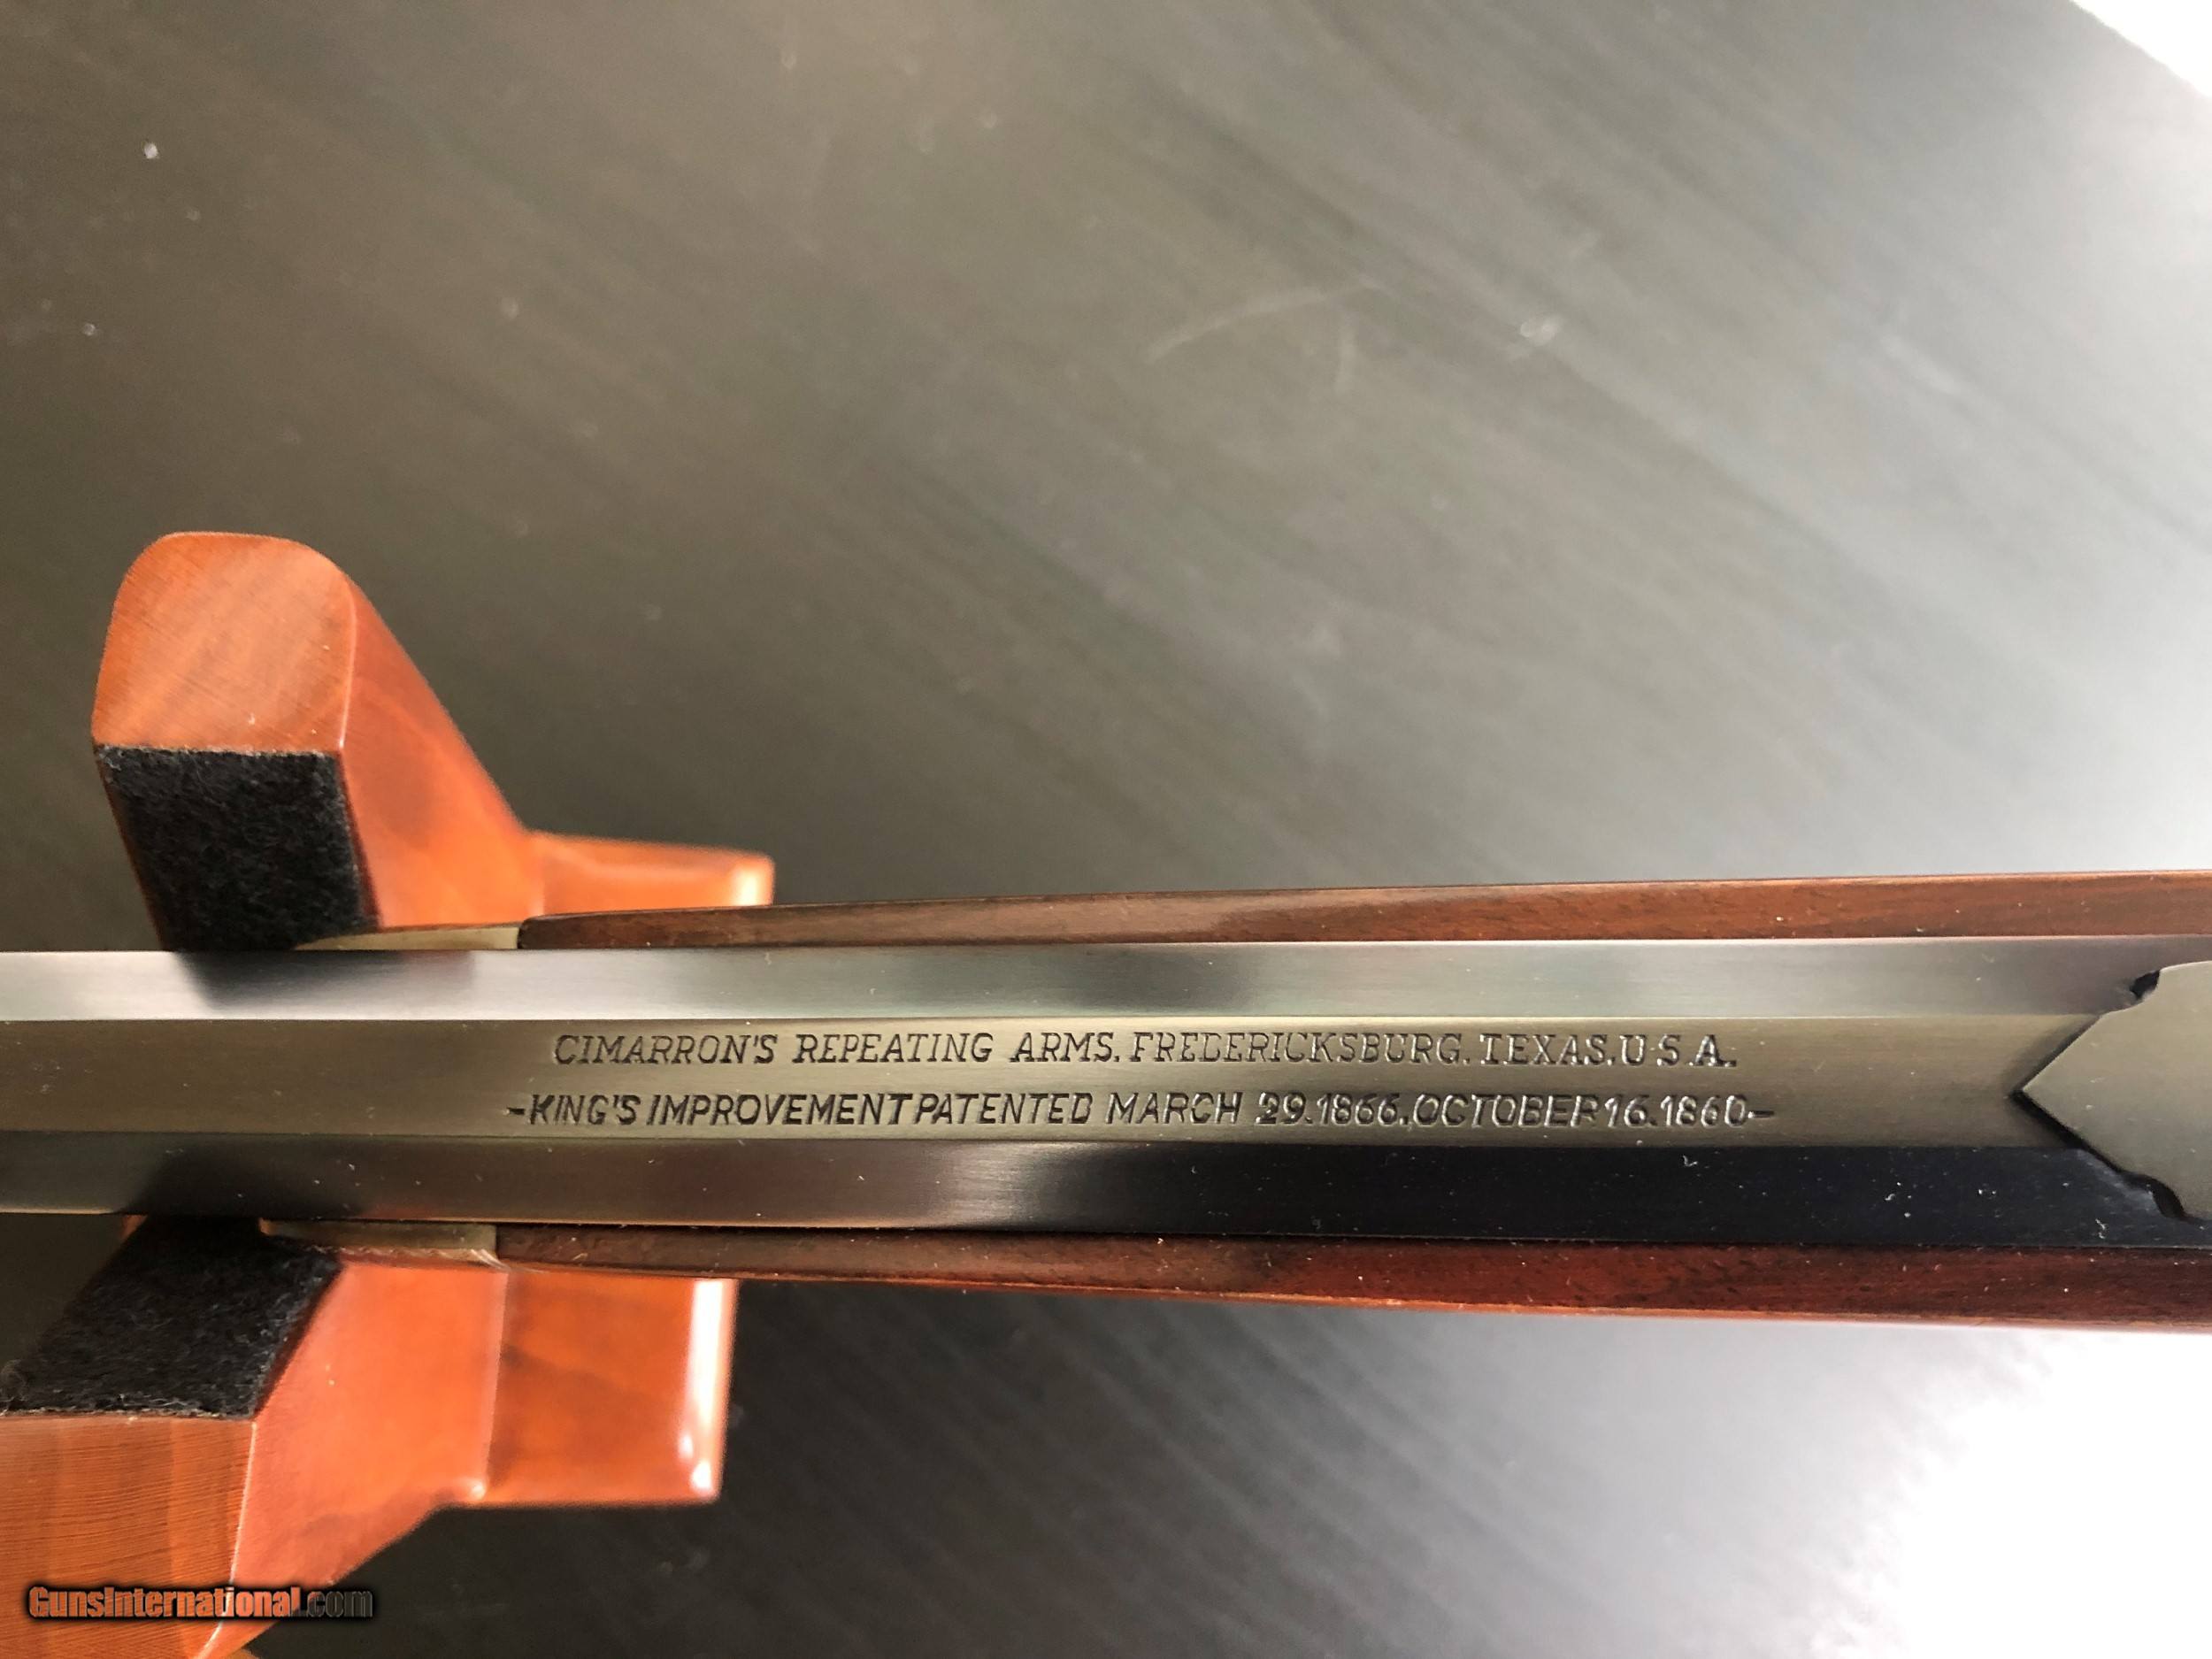 CIMARRON'S REPEATING ARMS. FREDERICKSBURG. TEXAS. U.S.A.
-KING'S IMPROVEMENT PATENTED MARCH 29.1866. OCTOBER 16.1860-
GunsInternational.com